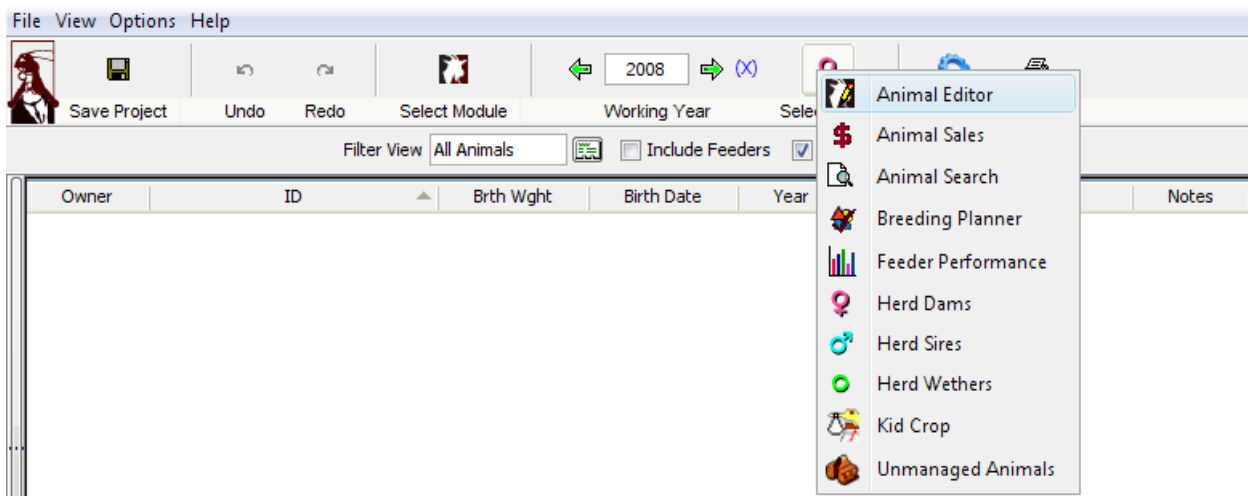 File View Options Help
2008 (X)
Save Project Undo Redo Select Module Working Year
Filter View All Animals Include Feeders
Owner ID Brth Wght Birth Date Year Notes
Animal Editor
Animal Sales
Animal Search
Breeding Planner
Feeder Performance
Herd Dams
Herd Sires
Herd Wethers
Kid Crop
Unmanaged Animals